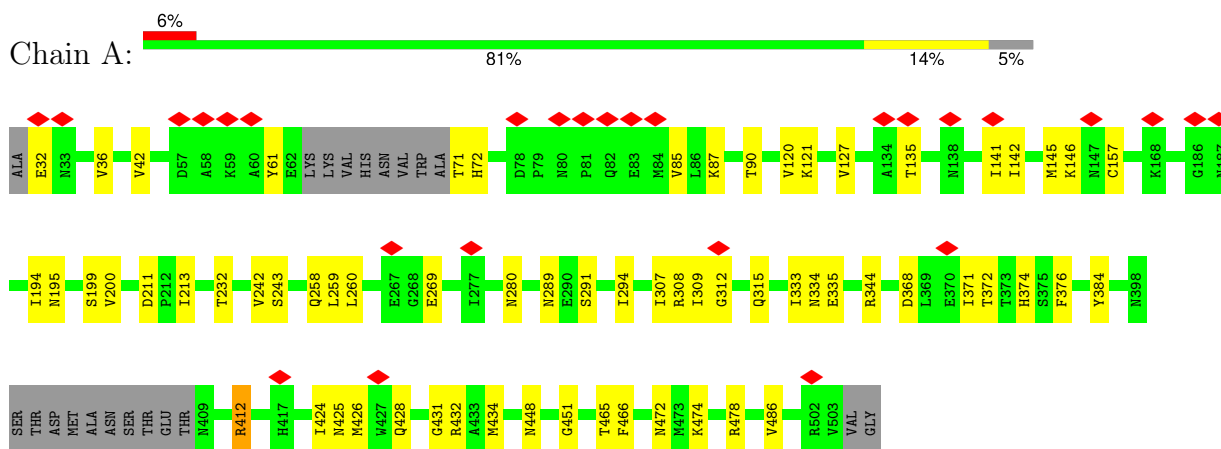 6%
Chain A:
81% 14% 5%
ALA E32 N33 V36 V42 D57 A58 K59 A60 Y61 E62 LYS LYS VAL HIS ASN VAL TRP ALA T71 H72 D78 P79 N80 P81 Q82 E83 M84 V85 L86 K87 T90 V120 K121 V127 A134 T135 N138 I141 I142 M145 K146 N147 C157 K168 G186 N187
I194 N195 S199 V200 D211 P212 I213 T232 V242 S243 Q258 L259 L260 E267 G268 E269 I277 N280 N289 E290 S291 I294 I307 R308 I309 G312 Q315 I333 N334 E335 R344 D368 L369 E370 I371 T372 T373 H374 S375 F376 Y384 N398
SER THR ASP MET ALA ASN SER THR GLU THR N409 R412 H417 I424 N425 M426 W427 Q428 G431 R432 A433 M434 N448 G451 T465 F466 N472 M473 K474 R478 V486 R502 V503 VAL GLY